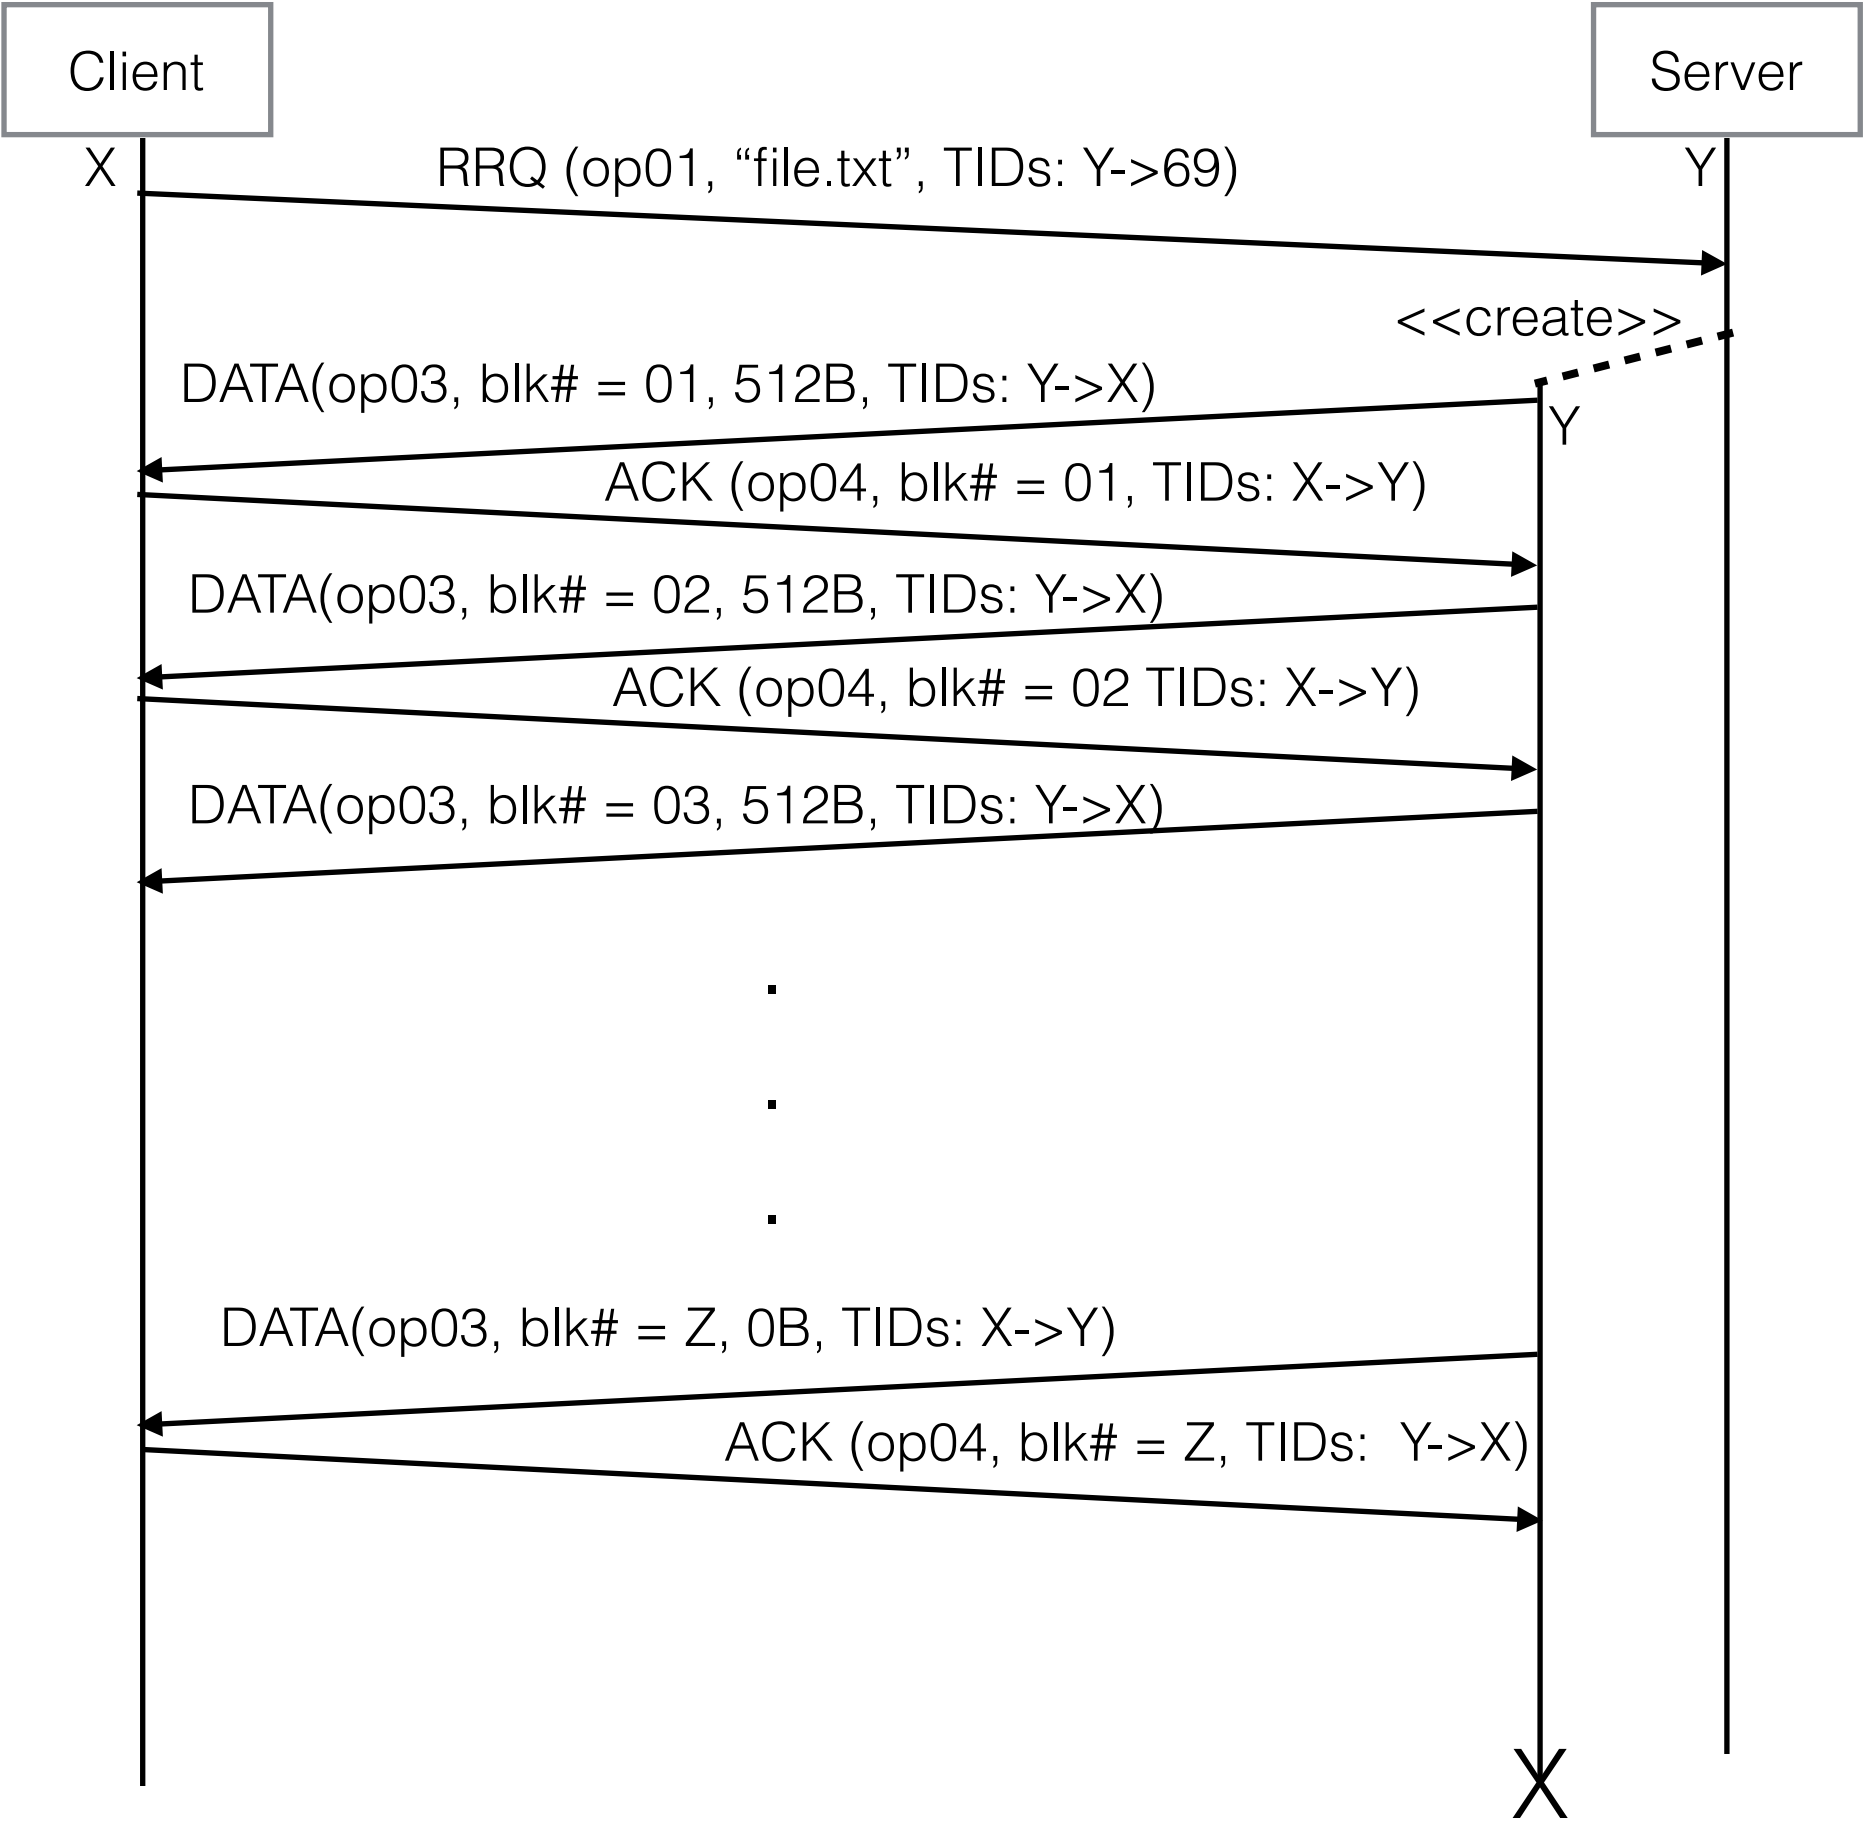 Client
Server
X
RRQ (op01, “file.txt”, TIDs: Y->69)
Y
<<create>>
DATA(op03, blk# = 01, 512B, TIDs: Y->X)
Y
ACK (op04, blk# = 01, TIDs: X->Y)
DATA(op03, blk# = 02, 512B, TIDs: Y->X)
ACK (op04, blk# = 02 TIDs: X->Y)
DATA(op03, blk# = 03, 512B, TIDs: Y->X)
.
.
.
DATA(op03, blk# = Z, 0B, TIDs: X->Y)
ACK (op04, blk# = Z, TIDs:  Y->X)
X